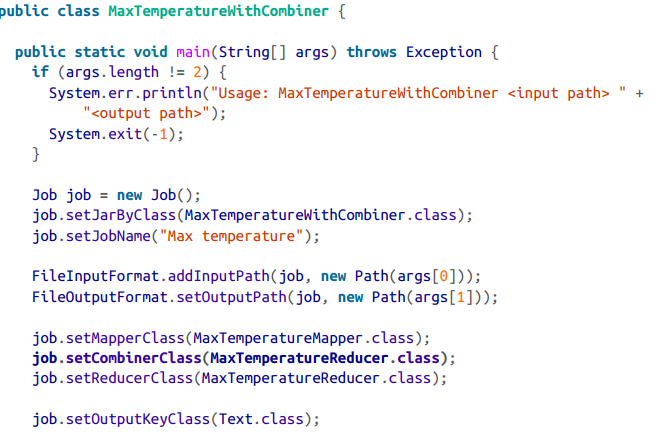 public class MaxTemperatureWithCombiner {
public static void main(String[] args) throws Exception {
if (args.length != 2) {
System.err.println("Usage: MaxTemperatureWithCombiner <input path> " +
"<output path>");
System.exit(-1);
}
Job job = new Job();
job.setJarByClass(MaxTemperatureWithCombiner.class);
job.setJobName("Max temperature");
FileInputFormat.addInputPath(job, new Path(args[0]));
FileOutputFormat.setOutputPath(job, new Path(args[1]));
job.setMapperClass(MaxTemperatureMapper.class);
job.setCombinerClass(MaxTemperatureReducer.class);
job.setReducerClass(MaxTemperatureReducer.class);
job.setOutputKeyClass(Text.class);